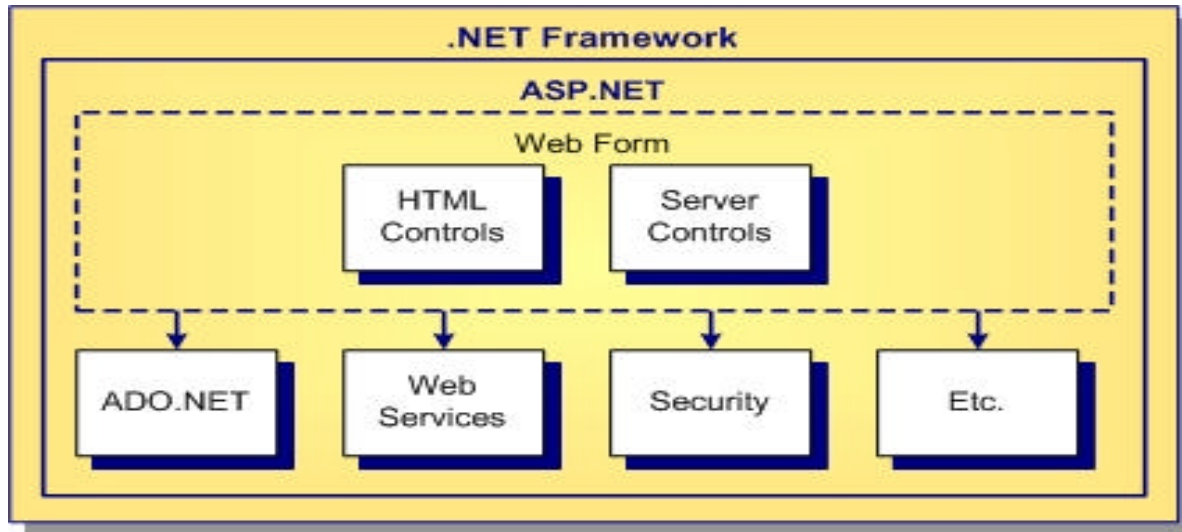 .NET Framework
ASP.NET
Web Form
HTML
Controls
Server
Controls
ADO.NET
Web
Services
Security
Etc.